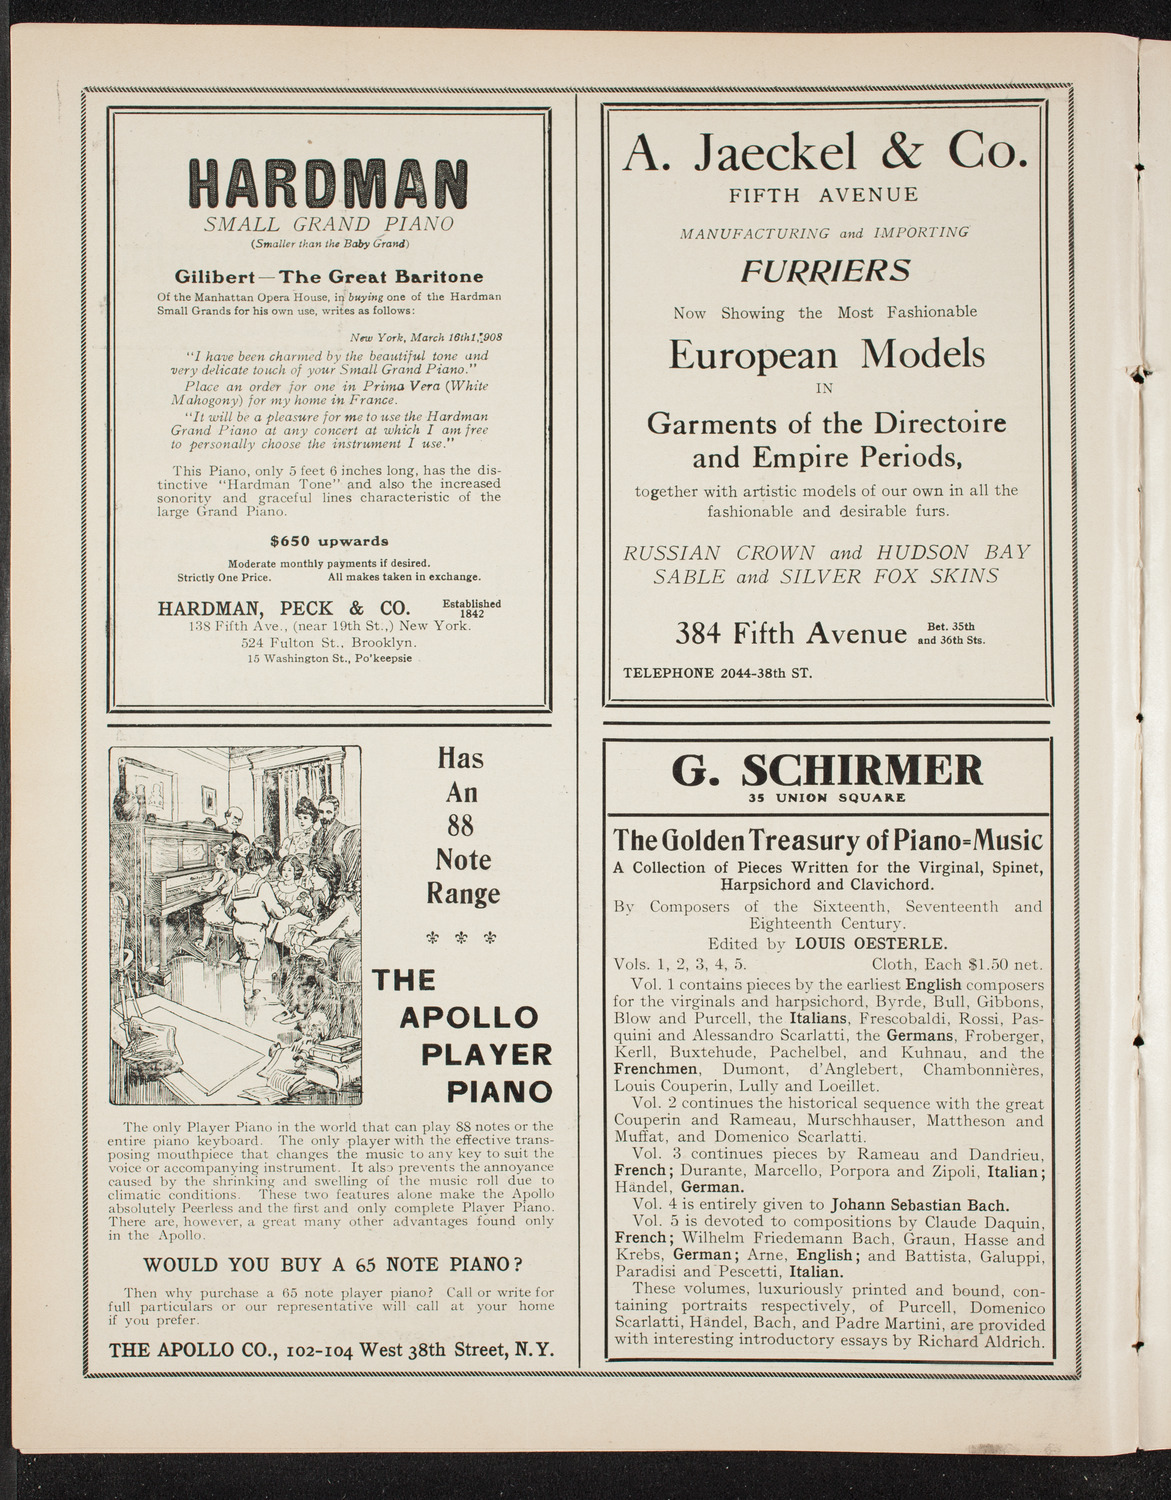 HARDMAN
SMALL GRAND PIANO
(Smaller than the Baby Grand)
Gilibert—The Great Baritone
Of the Manhattan Opera House, in buying one of the Hardman
Small Grands for his own use, writes as follows:
New York, March 16th1,'908
"I have been charmed by the beautiful tone and
very delicate touch of your Small Grand Piano."
Place an order for one in Prima Vera (White
Mahogony) for my home in France.
"It will be a pleasure for me to use the Hardman
Grand Piano at any concert at which I am free
to personally choose the instrument I use."
This Piano, only 5 feet 6 inches long, has the dis-
tinctive "Hardman Tone" and also the increased
sonority and graceful lines characteristic of the
large Grand Piano.
$650 upwards
Moderate monthly payments if desired.
Strictly One Price. All makes taken in exchange.
HARDMAN, PECK & CO. Established 1842
138 Fifth Ave., (near 19th St.,) New York.
524 Fulton St., Brooklyn.
15 Washington St., Po'keepsie
Has
An
88
Note
Range
THE
APOLLO
PLAYER
PIANO
The only Player Piano in the world that can play 88 notes or the
entire piano keyboard. The only player with the effective trans-
posing mouthpiece that changes the music to any key to suit the
voice or accompanying instrument. It also prevents the annoyance
caused by the shrinking and swelling of the music roll due to
climatic conditions. These two features alone make the Apollo
absolutely Peerless and the first and only complete Player Piano.
There are, however, a great many other advantages found only
in the Apollo.
WOULD YOU BUY A 65 NOTE PIANO?
Then why purchase a 65 note player piano? Call or write for
full particulars or our representative will call at your home
if you prefer.
THE APOLLO CO., 102-104 West 38th Street, N.Y.
A. Jaeckel & Co.
FIFTH AVENUE
MANUFACTURING and IMPORTING
FURRIERS
Now Showing the Most Fashionable
European Models
IN
Garments of the Directoire
and Empire Periods,
together with artistic models of our own in all the
fashionable and desirable furs.
RUSSIAN CROWN and HUDSON BAY
SABLE and SILVER FOX SKINS
384 Fifth Avenue Bet. 35th and 36th Sts.
TELEPHONE 2044-38th ST.
G. SCHIRMER
35 UNION SQUARE
The Golden Treasury of Piano=Music
A Collection of Pieces Written for the Virginal, Spinet,
Harpsichord and Clavichord.
By Composers of the Sixteenth, Seventeenth and
Eighteenth Century.
Edited by LOUIS OESTERLE.
Vols. 1, 2, 3, 4, 5. Cloth, Each $1.50 net.
Vol. 1 contains pieces by the earliest English composers
for the virginals and harpsichord, Byrde, Bull, Gibbons,
Blow and Purcell, the Italians, Frescobaldi, Rossi, Pas-
quini and Alessandro Scarlatti, the Germans, Froberger,
Kerll, Buxtehude, Pachelbel, and Kuhnau, and the
Frenchmen, Dumont, d'Anglebert, Chambonnières,
Louis Couperin, Lully and Loeillet.
Vol. 2 continues the historical sequence with the great
Couperin and Rameau, Murschhauser, Mattheson and
Muffat, and Domenico Scarlatti.
Vol. 3 continues pieces by Rameau and Dandrieu,
French; Durante, Marcello, Porpora and Zipoli, Italian;
Händel, German.
Vol. 4 is entirely given to Johann Sebastian Bach.
Vol. 5 is devoted to compositions by Claude Daquin,
French; Wilhelm Friedemann Bach, Graun, Hasse and
Krebs, German; Arne, English; and Battista, Galuppi,
Paradisi and Pescetti, Italian.
These volumes, luxuriously printed and bound, con-
taining portraits respectively, of Purcell, Domenico
Scarlatti, Händel, Bach, and Padre Martini, are provided
with interesting introductory essays by Richard Aldrich.